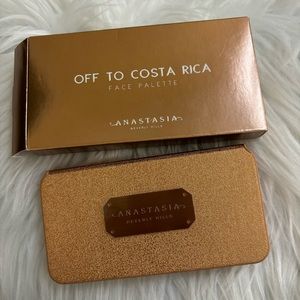 OFF TO COSTA RICA
FACE PALETTE
ANASTASIA
BEVERLY HILLS
ANASTASIA
BEVERLY HILLS